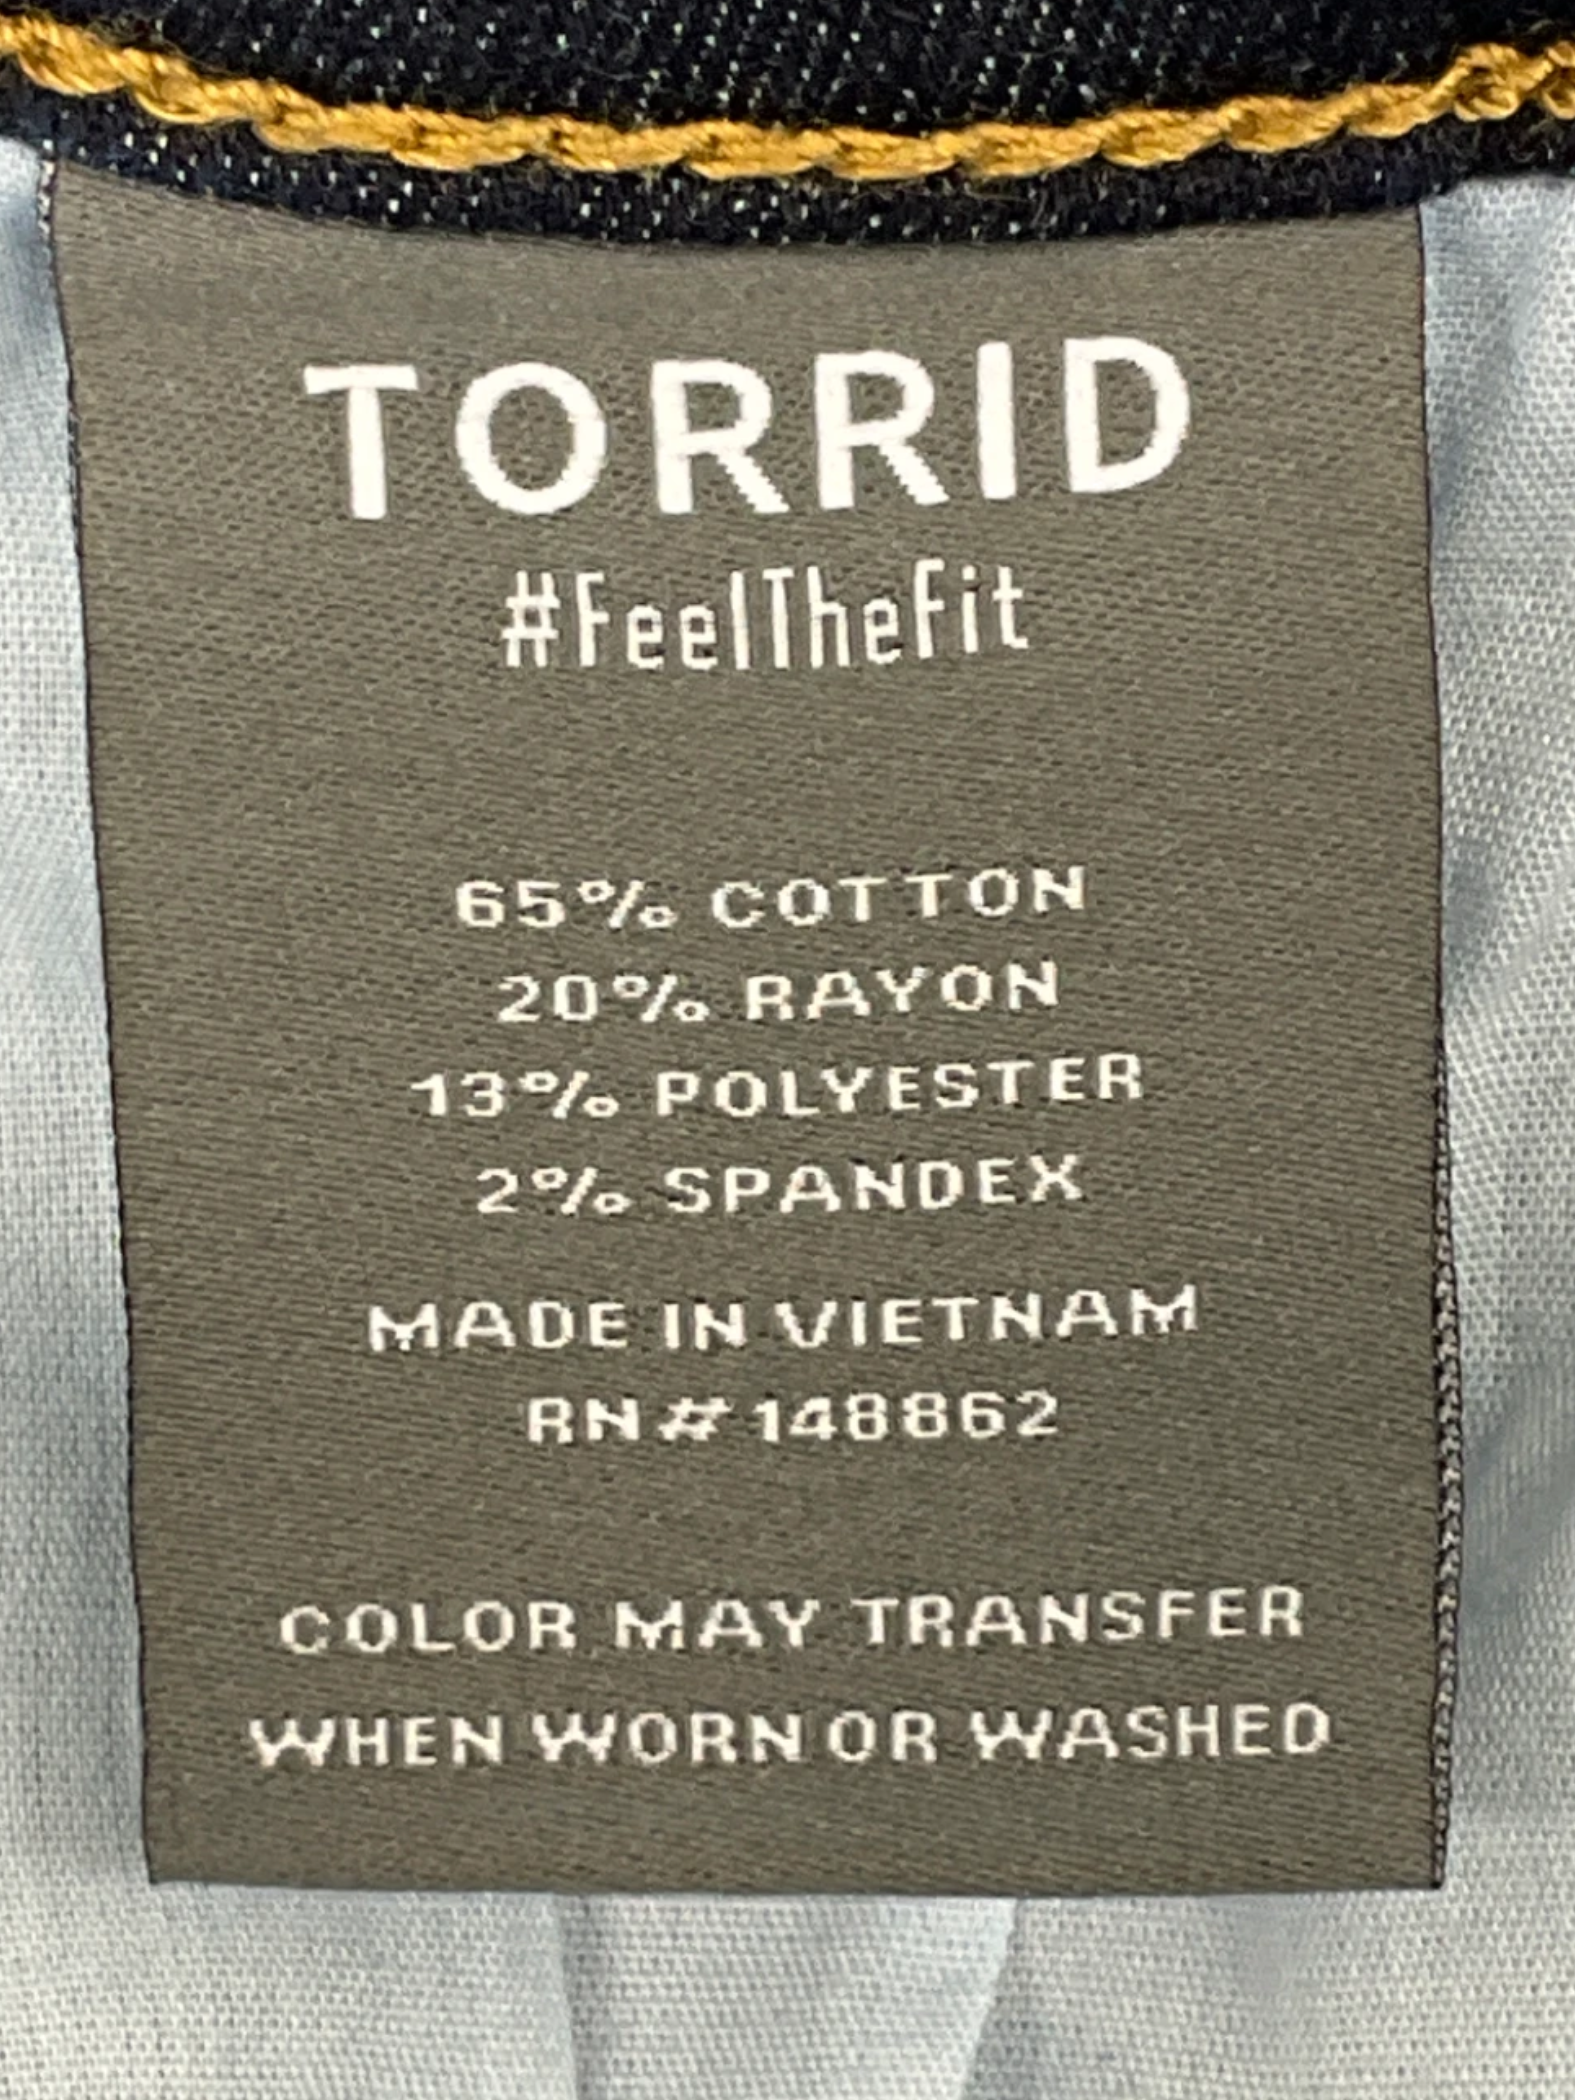 TORRID
#FeelTheFit
65% COTTON
20% RAYON
13% POLYESTER
2% SPANDEX
MADE IN VIETNAM
RN# 148862
COLOR MAY TRANSFER
WHEN WORN OR WASHED